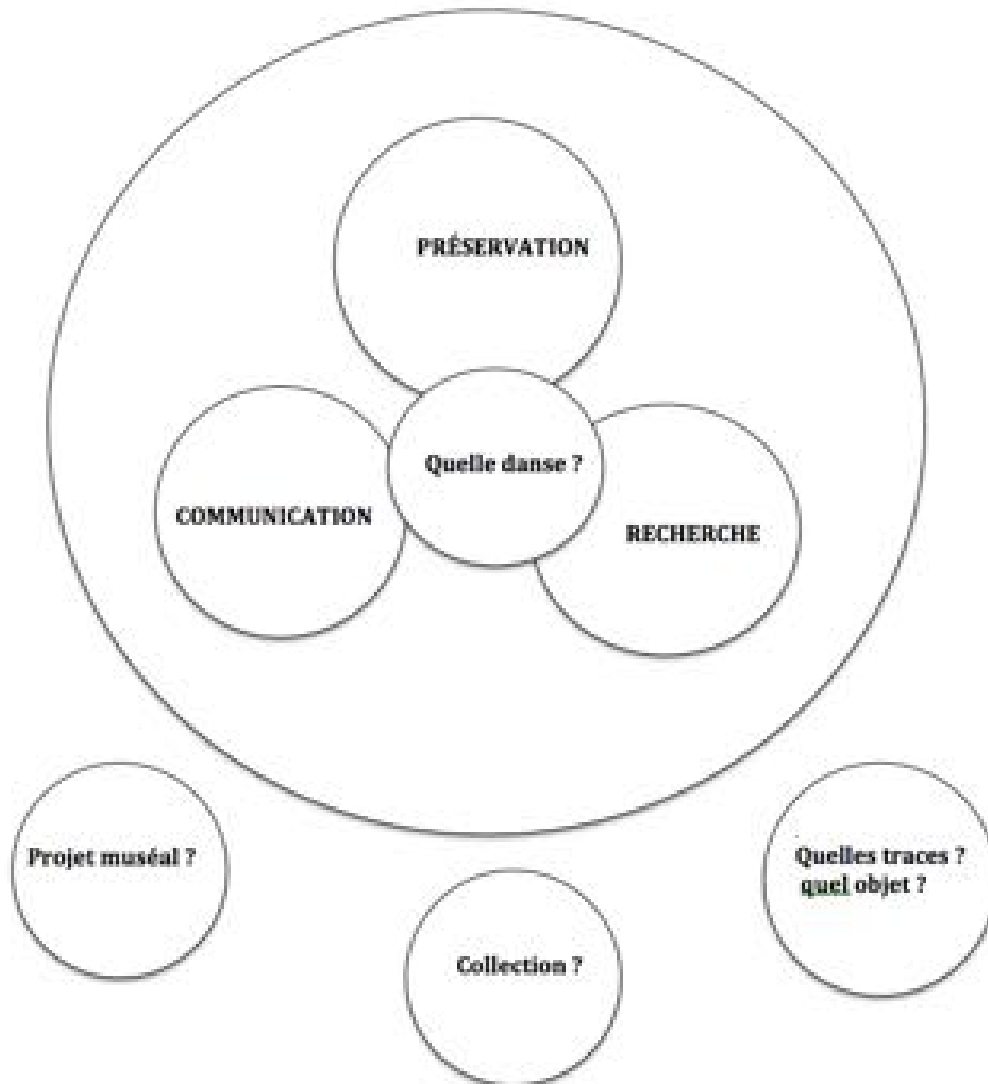 PRÉSERVATION
Quelle danse ?
COMMUNICATION
RECHERCHE
Projet muséal ?
Quelles traces ?
quel objet ?
Collection ?